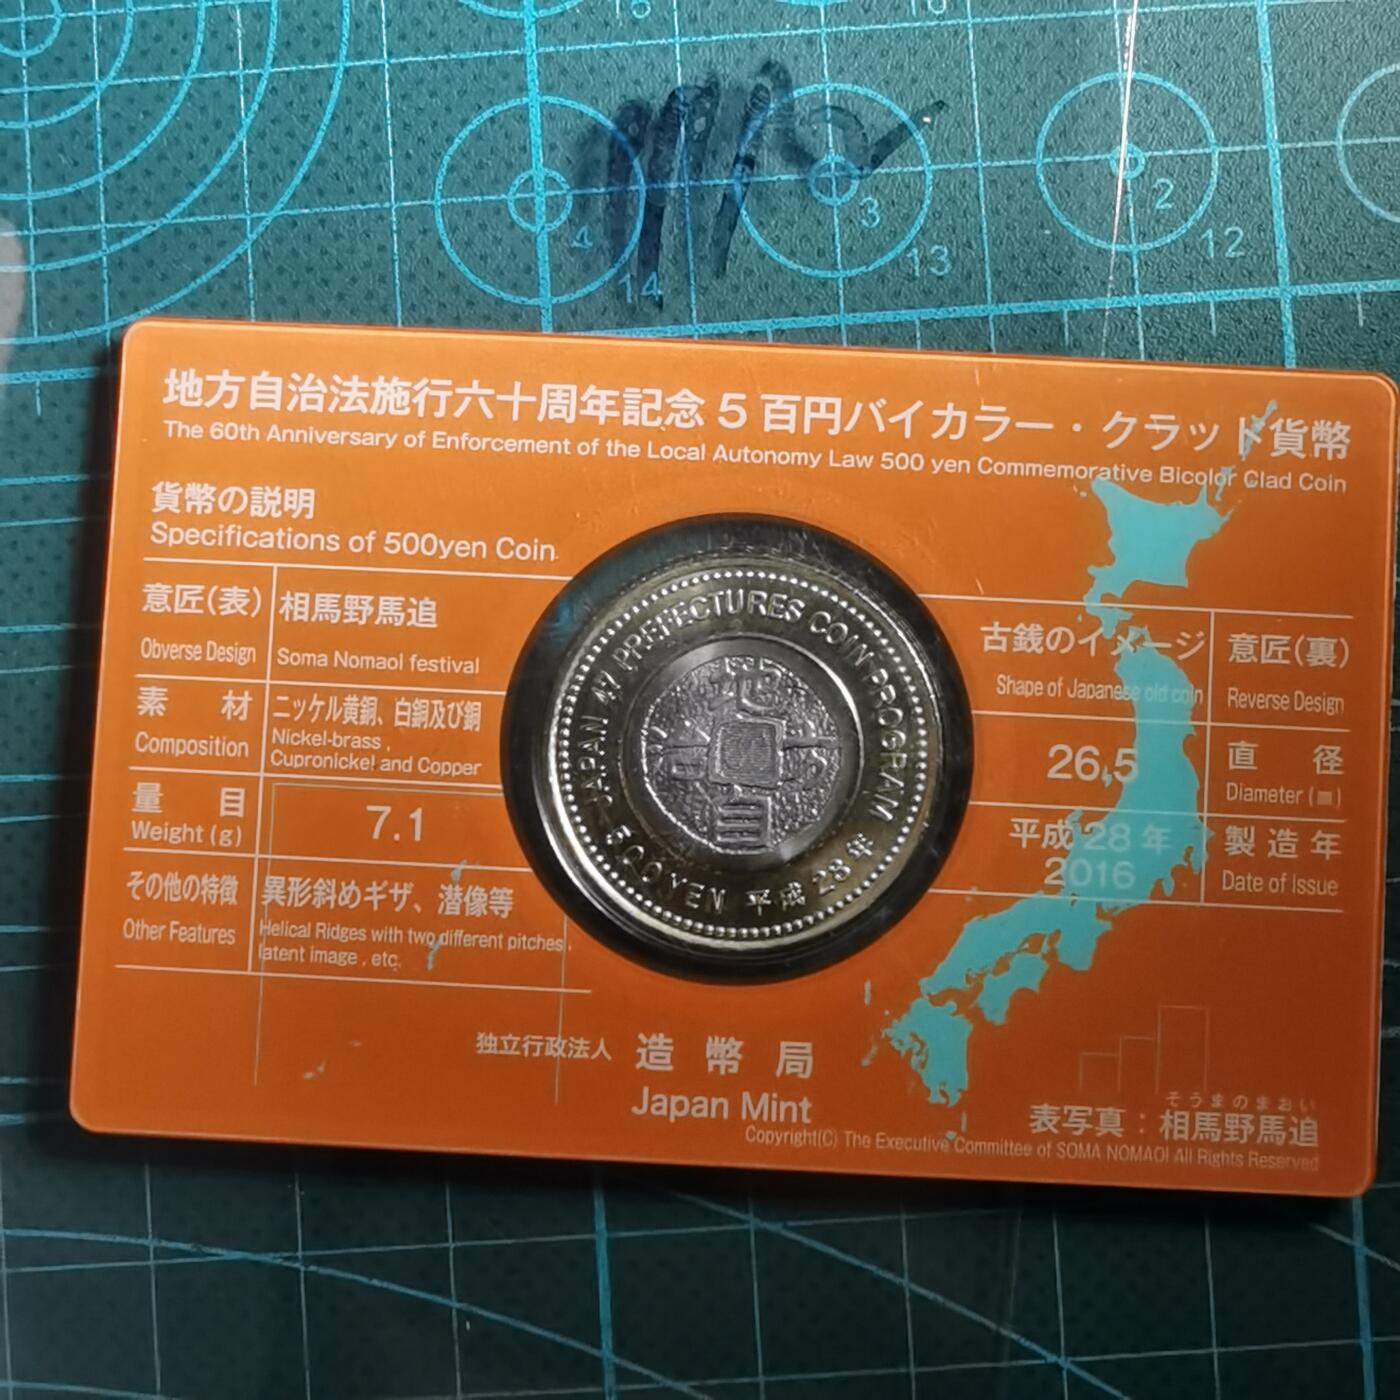 15
16
4
14
3
13
2
12
地方自治法施行六十周年記念 5 百円バイカラー・クラッド貨幣
The 60th Anniversary of Enforcement of the Local Autonomy Law 500 yen Commemorative Bicolor Clad Coin
貨幣の説明
Specifications of 500yen Coin
意匠(表) 相馬野馬追
Obverse Design Soma Nomaoi festival
素 材 ニッケル黄銅、白銅及び銅
Composition Nickel-brass ,
Cupronickel and Copper
量 目 7.1
Weight (g)
その他の特徴 異形斜めギザ、潜像等
Other Features Helical Ridges with two different pitches,
latent image , etc.
JAPAN 47 PREFECTURES COIN PROGRAM
500YEN 平成 28 年
地
自
古銭のイメージ 意匠(裏)
Shape of Japanese old coin Reverse Design
26.5 直 径
Diameter (㎜)
平成 28 年 製 造 年
2016 Date of issue
独立行政法人 造 幣 局
Japan Mint
そうまのまおい
表写真：相馬野馬追
Copyright(C) The Executive Committee of SOMA NOMAOI All Rights Reserved